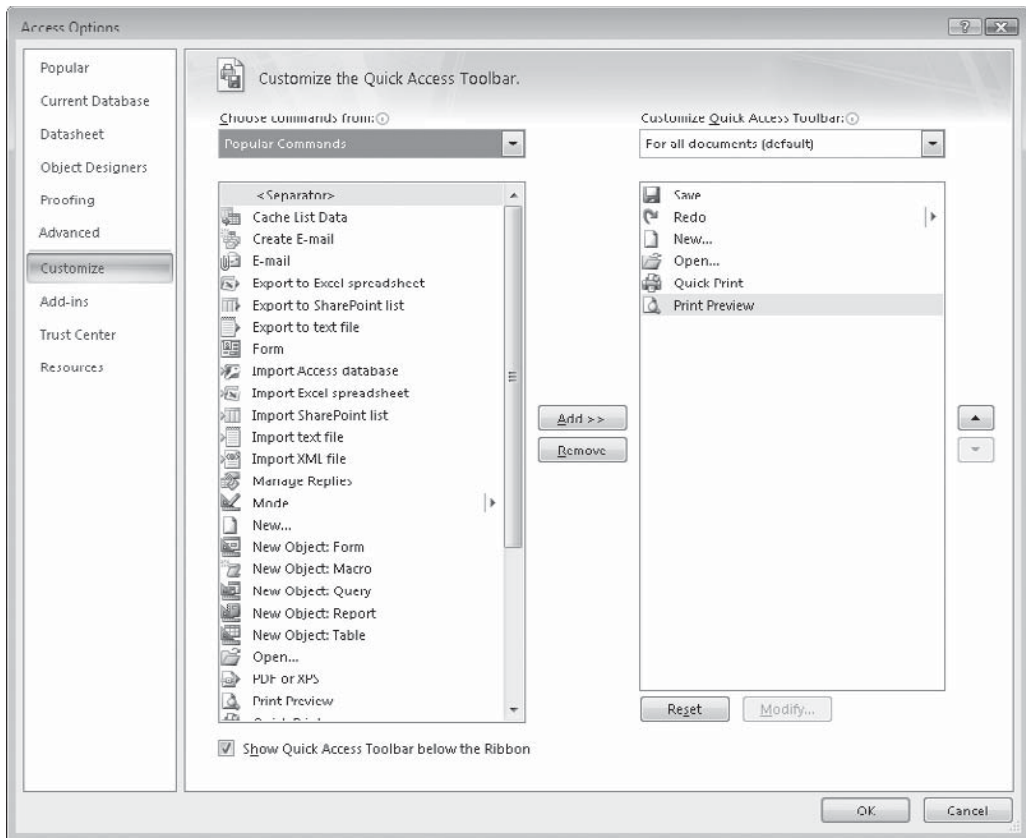 Access Options
Popular
Current Database
Datasheet
Object Designers
Proofing
Advanced
Customize
Add-ins
Trust Center
Resources
Customize the Quick Access Toolbar.
Choose commands from:
Popular Commands
<Separator>
Cache List Data
Create E-mail
E-mail
Export to Excel spreadsheet
Export to SharePoint list
Export to text file
Form
Import Access database
Import Excel spreadsheet
Import SharePoint list
Import text file
Import XML file
Manage Replies
Mode
New...
New Object: Form
New Object: Macro
New Object: Query
New Object: Report
New Object: Table
Open...
PDF or XPS
Print Preview
Add >>
Remove
Customize Quick Access Toolbar:
For all documents (default)
Save
Redo
New...
Open...
Quick Print
Print Preview
Reset
Modify...
Show Quick Access Toolbar below the Ribbon
OK
Cancel